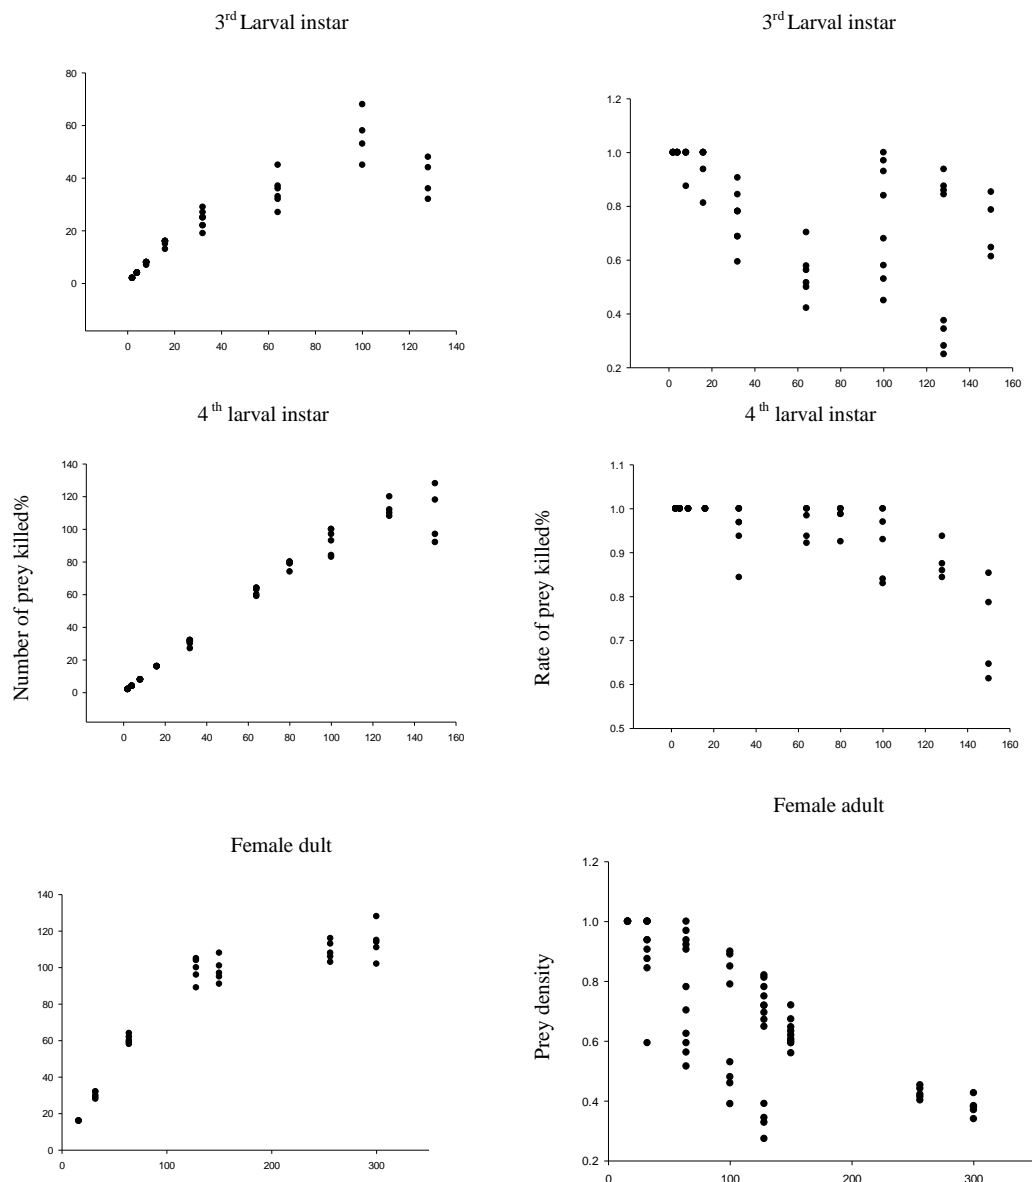 3rd Larval instar
80
60
40
20
0
0 20 40 60 80 100 120 140
3rd Larval instar
1.2
1.0
0.8
0.6
0.4
0.2
0 20 40 60 80 100 120 140 160
4th larval instar
Number of prey killed%
140
120
100
80
60
40
20
0
0 20 40 60 80 100 120 140 160
4th larval instar
Rate of prey killed%
1.1
1.0
0.9
0.8
0.7
0.6
0.5
0 20 40 60 80 100 120 140 160
Female dult
140
120
100
80
60
40
20
0
0 100 200 300
Female adult
Prey density
1.2
1.0
0.8
0.6
0.4
0.2
0 100 200 300